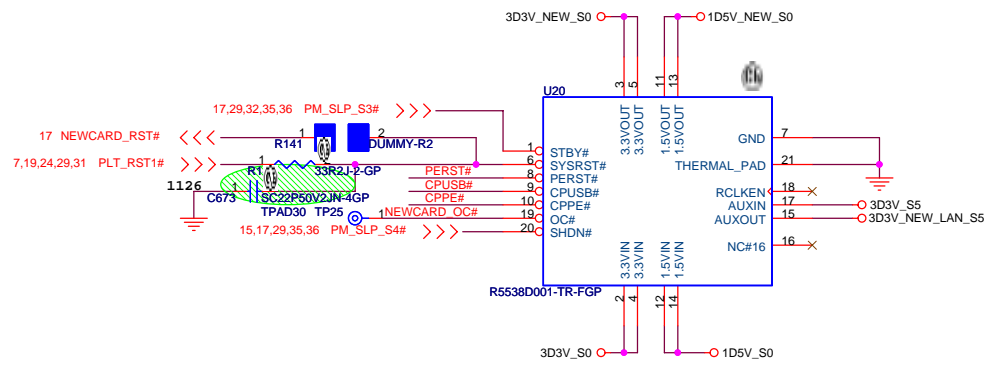 3D3V_NEW_S0
1D5V_NEW_S0
3
5
11
13
U20
3.3VOUT
3.3VOUT
1.5VOUT
1.5VOUT
17,29,32,35,36 PM_SLP_S3#
17 NEWCARD_RST#
1
R141
2
DUMMY-R2
7,19,24,29,31 PLT_RST1#
1
R1
33R2J-2-GP
1126
C673
1
SC22P50V2JN-4GP
TPAD30 TP25
1
NEWCARD_OC#
15,17,29,35,36 PM_SLP_S4#
PERST#
CPUSB#
CPPE#
1 STBY#
6 SYSRST#
8 PERST#
9 CPUSB#
10 CPPE#
19 OC#
20 SHDN#
GND 7
THERMAL_PAD 21
RCLKEN 18
AUXIN 17 3D3V_S5
AUXOUT 15 3D3V_NEW_LAN_S5
NC#16 16
3.3VIN
3.3VIN
1.5VIN
1.5VIN
R5538D001-TR-FGP
2
4
12
14
3D3V_S0
1D5V_S0